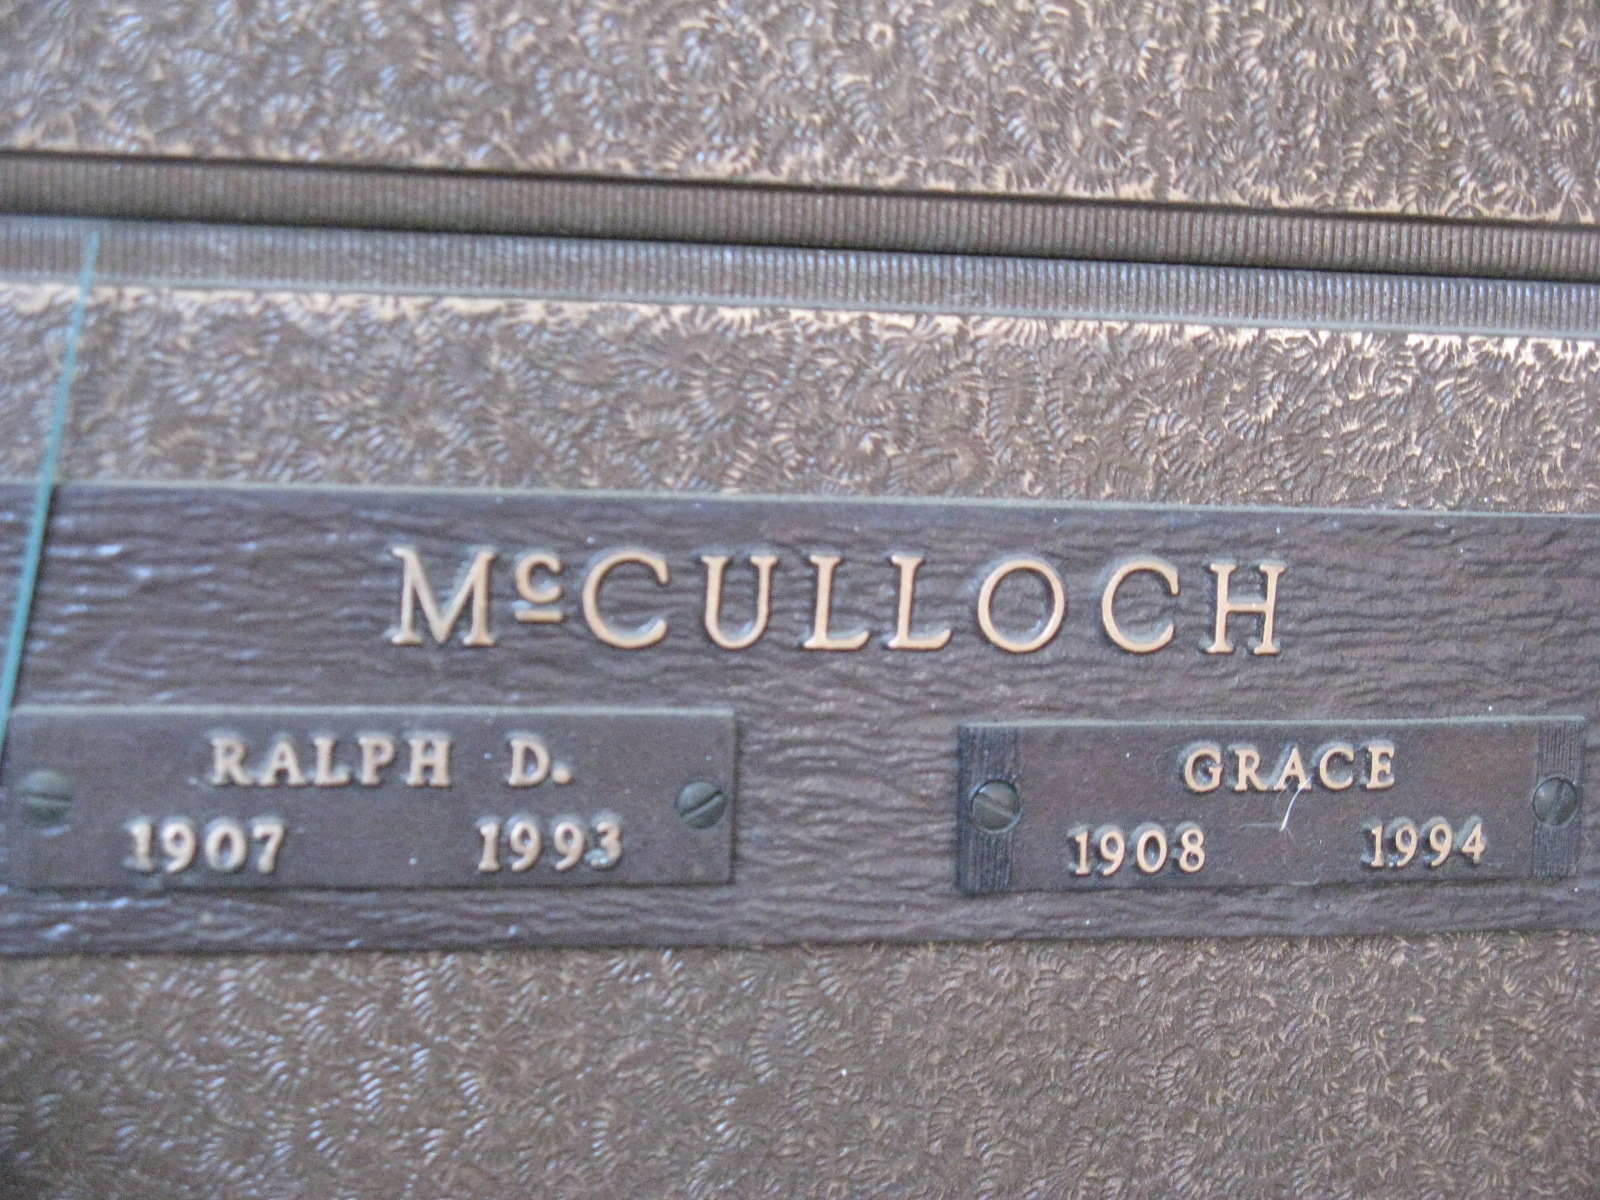 McCULLOCH
RALPH D.
1907 1993
GRACE
1908 1994